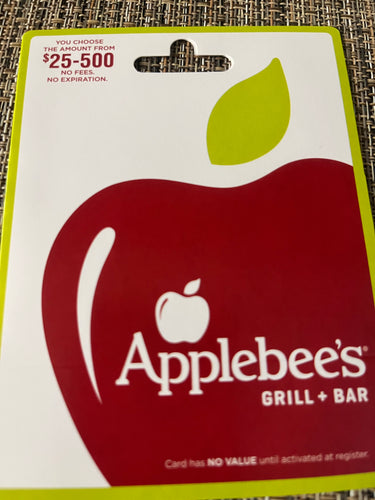 YOU CHOOSE
THE AMOUNT FROM
$25-500
NO FEES.
NO EXPIRATION.
Applebee's®
GRILL + BAR
Card has NO VALUE until activated at register.